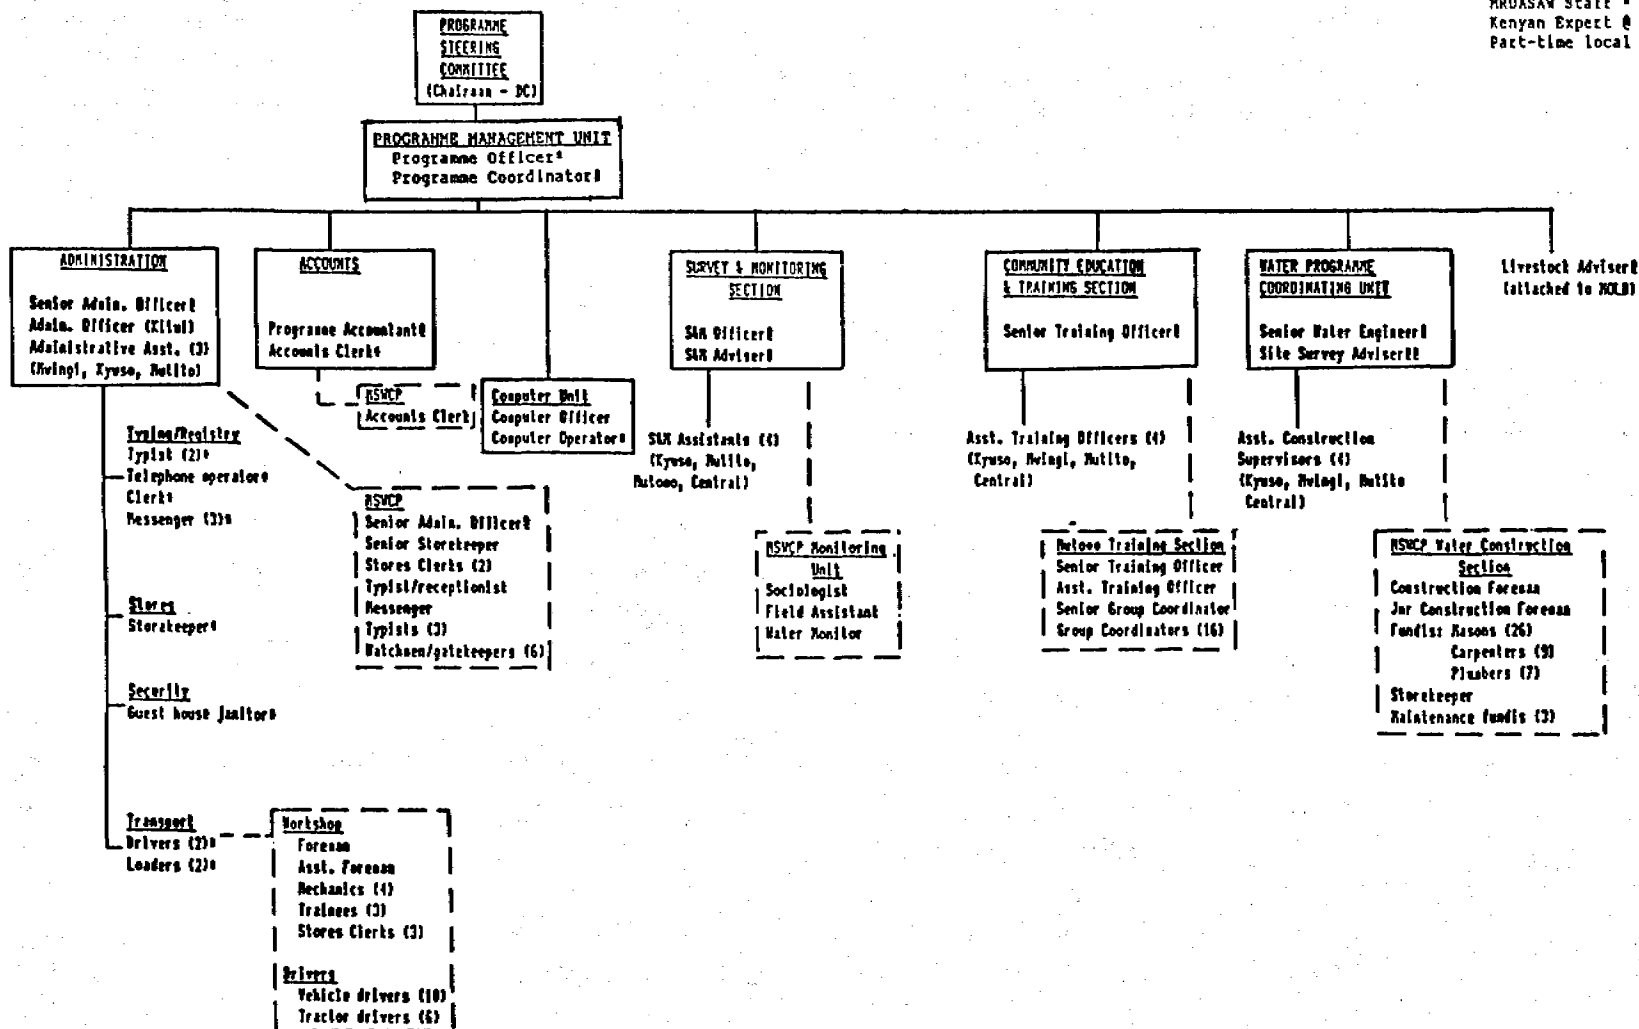 MRDASAW Staff *
Kenyan Expert @
Part-time local
PROGRAMME
STEERING
COMMITTEE
(Chairman - DC)
PROGRAMME MANAGEMENT UNIT
Programme Officer*
Programme Coordinator@
ADMINISTRATION
Senior Admin. Officer@
Admin. Officer (Kitui)
Administrative Asst. (3)
(Mwingi, Kyuso, Mutito)
ACCOUNTS
Programme Accountant@
Accounts Clerk*
SURVEY & MONITORING
SECTION
S&M Officer@
S&M Adviser@
COMMUNITY EDUCATION
& TRAINING SECTION
Senior Training Officer@
WATER PROGRAMME
COORDINATING UNIT
Senior Water Engineer@
Site Survey Adviser@
Livestock Adviser@
(attached to MOLD)
MSWCP
Accounts Clerk
Computer Unit
Computer Officer
Computer Operator*
Typing/Registry
Typist (2)*
Telephone operator*
Clerk*
Messenger (3)*
S&M Assistants (4)
(Kyuso, Mutito,
Mutomo, Central)
Asst. Training Officers (4)
(Kyuso, Mwingi, Mutito,
Central)
Asst. Construction
Supervisors (4)
(Kyuso, Mwingi, Mutito
Central)
MSWCP
Senior Admin. Officer@
Senior Storekeeper
Stores Clerks (2)
Typist/receptionist
Messenger
Typists (3)
Watchmen/gatekeepers (6)
MSWCP Monitoring
Unit
Sociologist
Field Assistant
Water Monitor
Mutomo Training Section
Senior Training Officer
Asst. Training Officer
Senior Group Coordinator
Group Coordinators (16)
MSWCP Water Construction
Section
Construction Foreman
Jnr Construction Foreman
Fundis: Masons (26)
Carpenters (9)
Plumbers (7)
Storekeeper
Maintenance fundis (3)
Stores
Storekeeper*
Security
Guest house janitor*
Transport
Drivers (2)*
Loaders (2)*
Workshop
Foreman
Asst. Foreman
Mechanics (4)
Trainees (3)
Stores Clerks (3)
Drivers
Vehicle drivers (10)
Tractor drivers (6)